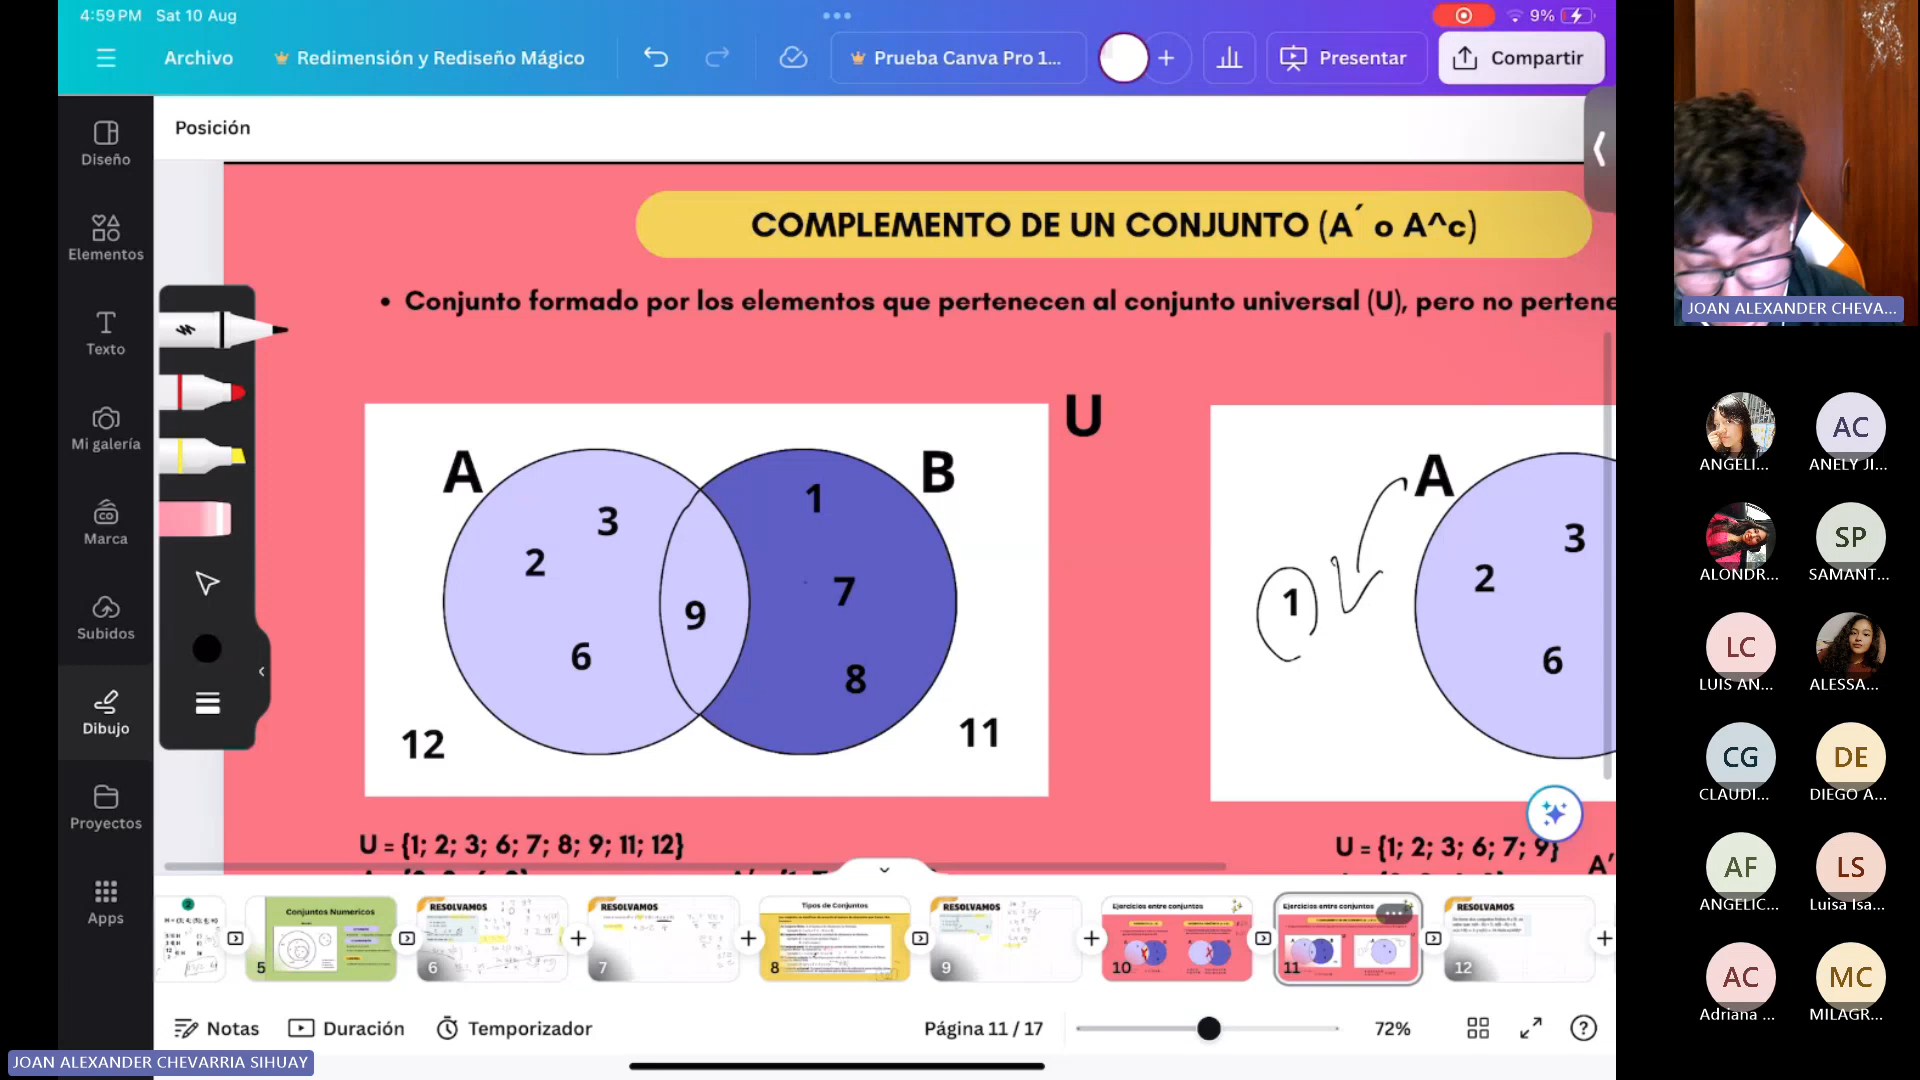 4:59 PM Sat 10 Aug
9%
Archivo
Redimensión y Rediseño Mágico
Prueba Canva Pro 1...
Presentar
Compartir
Posición
Diseño
Elementos
Texto
Mi galería
Marca
Subidos
Dibujo
Proyectos
Apps
COMPLEMENTO DE UN CONJUNTO (A´ o A^c)
• Conjunto formado por los elementos que pertenecen al conjunto universal (U), pero no pertene
U
A
B
3
1
2
7
9
6
8
12
11
A
3
1
2
6
U = {1; 2; 3; 6; 7; 8; 9; 11; 12}
U = {1; 2; 3; 6; 7; 9}
A'
5
Conjuntos Numericos
6
RESOLVAMOS
7
RESOLVAMOS
8
Tipos de Conjuntos
9
10
Ejercicios entre conjuntos
11
Ejercicios entre conjuntos
12
RESOLVAMOS
Notas
Duración
Temporizador
Página 11 / 17
72%
JOAN ALEXANDER CHEVARRIA SIHUAY
JOAN ALEXANDER CHEVA...
ANGELI...
AC
ANELY JI...
ALONDR...
SP
SAMANT...
LC
LUIS AN...
ALESSA...
CG
CLAUDI...
DE
DIEGO A...
AF
ANGELIC...
LS
Luisa Isa...
AC
Adriana ...
MC
MILAGR...